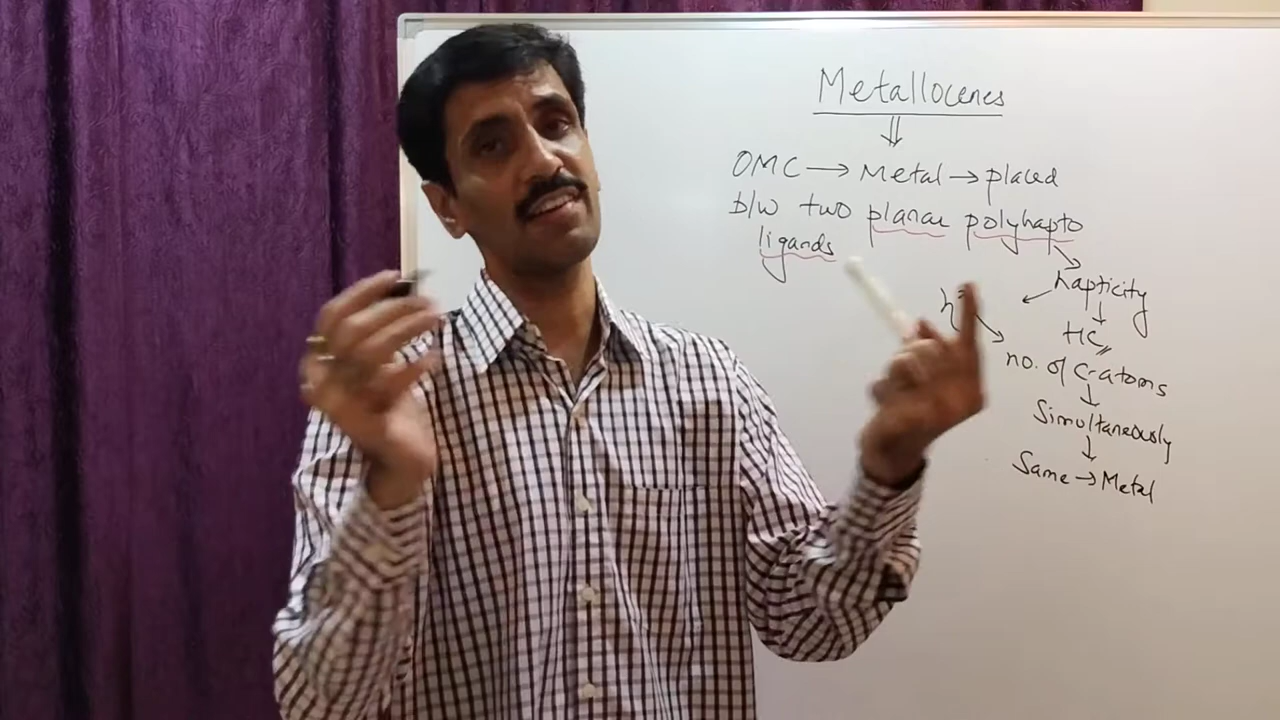 Metallocenes
⇓
OMC → Metal → placed
b/w two planar polyhapto
ligands
hapticity
HC
no. of C-atoms
Simultaneously
Same → Metal